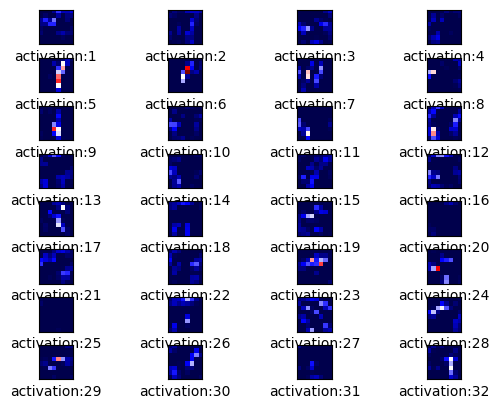 activation:1 activation:2 activation:3 activation:4
activation:5 activation:6 activation:7 activation:8
activation:9 activation:10 activation:11 activation:12
activation:13 activation:14 activation:15 activation:16
activation:17 activation:18 activation:19 activation:20
activation:21 activation:22 activation:23 activation:24
activation:25 activation:26 activation:27 activation:28
activation:29 activation:30 activation:31 activation:32